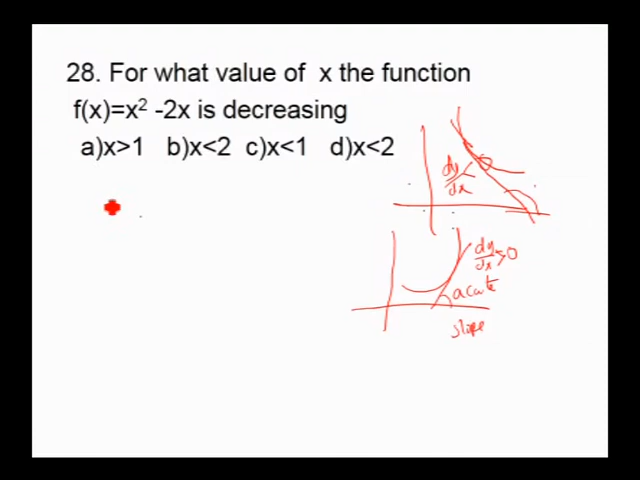 28. For what value of x the function
f(x)=x² -2x is decreasing
a)x>1 b)x<2 c)x<1 d)x<2
dy/dx <0
dy/dx >0
acute
slope